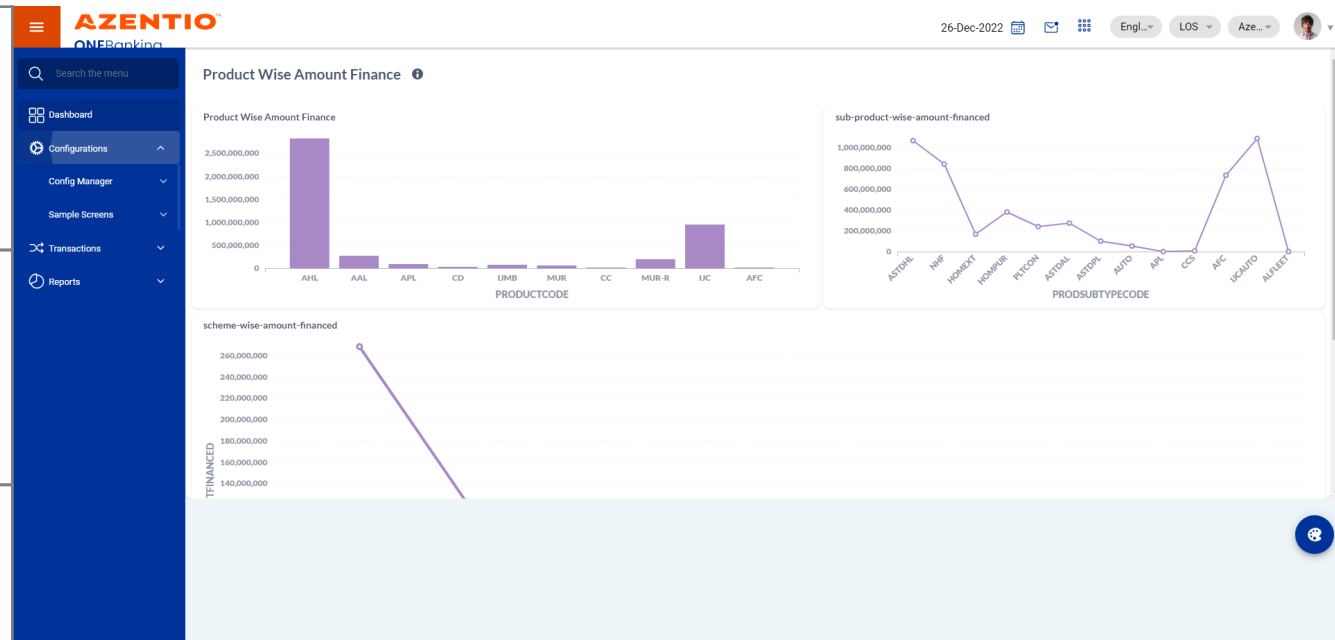 AZENTIO™
ONEBanking
26-Dec-2022
Engl...
LOS
Aze...
Search the menu
Dashboard
Configurations
Config Manager
Sample Screens
Transactions
Reports
Product Wise Amount Finance
Product Wise Amount Finance
2,500,000,000
2,000,000,000
1,500,000,000
1,000,000,000
500,000,000
0
AHL AAL APL CD IJMB MUR CC MUR-R IJC AFC
PRODUCTCODE
sub-product-wise-amount-financed
1,000,000,000
800,000,000
600,000,000
400,000,000
200,000,000
0
ASTDHL NHF HOMEXT HOMPUR PLTCON ASTDAL ASTDPL AUTO APL CCS AFC IJCAUTO ALFLEET
PRODSUBTYPECODE
scheme-wise-amount-financed
260,000,000
240,000,000
220,000,000
200,000,000
180,000,000
160,000,000
140,000,000
TFINANCED